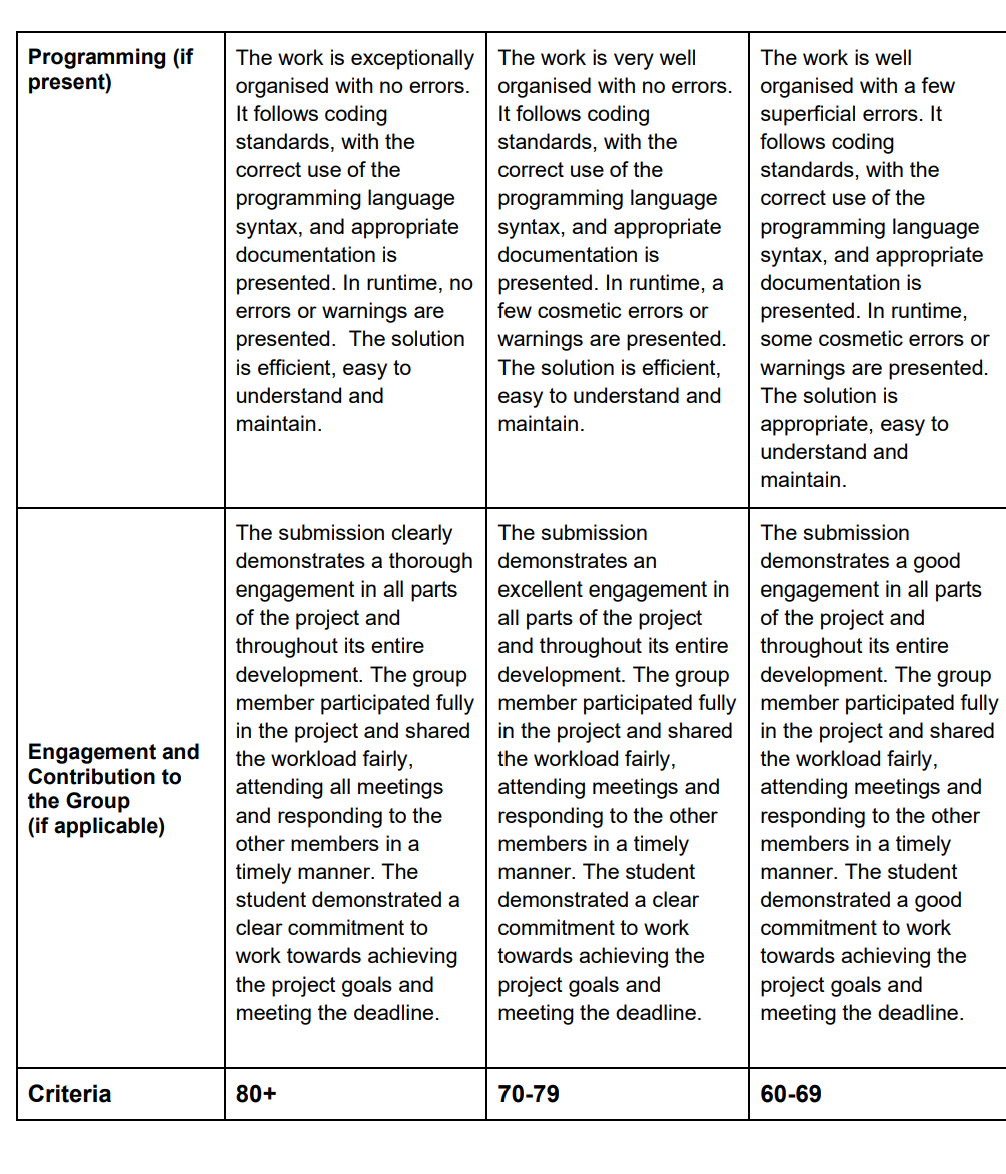 Programming (if
present)
The work is exceptionally
organised with no errors.
It follows coding
standards, with the
correct use of the
programming language
syntax, and appropriate
documentation is
presented. In runtime, no
errors or warnings are
presented.  The solution
is efficient, easy to
understand and
maintain.
The work is very well
organised with no errors.
It follows coding
standards, with the
correct use of the
programming language
syntax, and appropriate
documentation is
presented. In runtime, a
few cosmetic errors or
warnings are presented.
The solution is efficient,
easy to understand and
maintain.
The work is well
organised with a few
superficial errors. It
follows coding
standards, with the
correct use of the
programming language
syntax, and appropriate
documentation is
presented. In runtime,
some cosmetic errors or
warnings are presented.
The solution is
appropriate, easy to
understand and
maintain.
Engagement and
Contribution to
the Group
(if applicable)
The submission clearly
demonstrates a thorough
engagement in all parts
of the project and
throughout its entire
development. The group
member participated fully
in the project and shared
the workload fairly,
attending all meetings
and responding to the
other members in a
timely manner. The
student demonstrated a
clear commitment to
work towards achieving
the project goals and
meeting the deadline.
The submission
demonstrates an
excellent engagement in
all parts of the project
and throughout its entire
development. The group
member participated fully
in the project and shared
the workload fairly,
attending meetings and
responding to the other
members in a timely
manner. The student
demonstrated a clear
commitment to work
towards achieving the
project goals and
meeting the deadline.
The submission
demonstrates a good
engagement in all parts
of the project and
throughout its entire
development. The group
member participated fully
in the project and shared
the workload fairly,
attending meetings and
responding to the other
members in a timely
manner. The student
demonstrated a good
commitment to work
towards achieving the
project goals and
meeting the deadline.
Criteria
80+
70-79
60-69